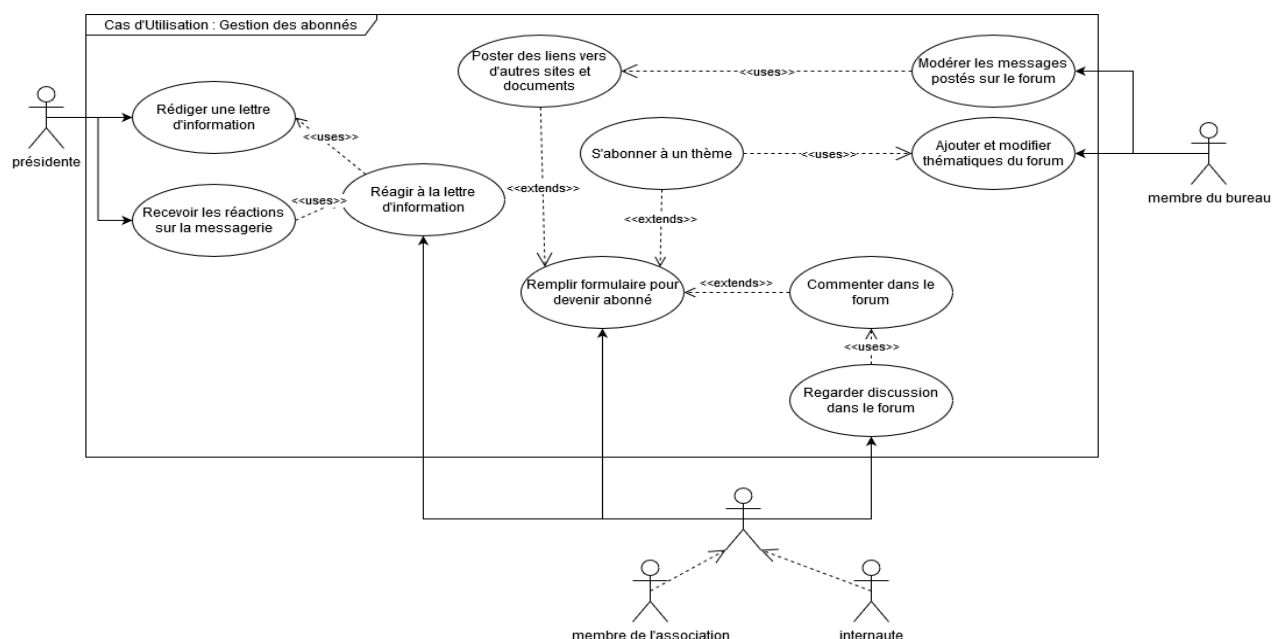 Cas d'Utilisation : Gestion des abonnés
Poster des liens vers
d'autres sites et
documents
<<uses>>
Modérer les messages
postés sur le forum
Rédiger une lettre
d'information
<<uses>>
présidente
S'abonner à un thème
<<uses>>
Ajouter et modifier
thématiques du forum
membre du bureau
Recevoir les réactions
sur la messagerie
<<uses>>
Réagir à la lettre
d'information
<<extends>>
<<extends>>
Remplir formulaire pour
devenir abonné
<<extends>>
Commenter dans le
forum
<<uses>>
Regarder discussion
dans le forum
membre de l'association
internaute